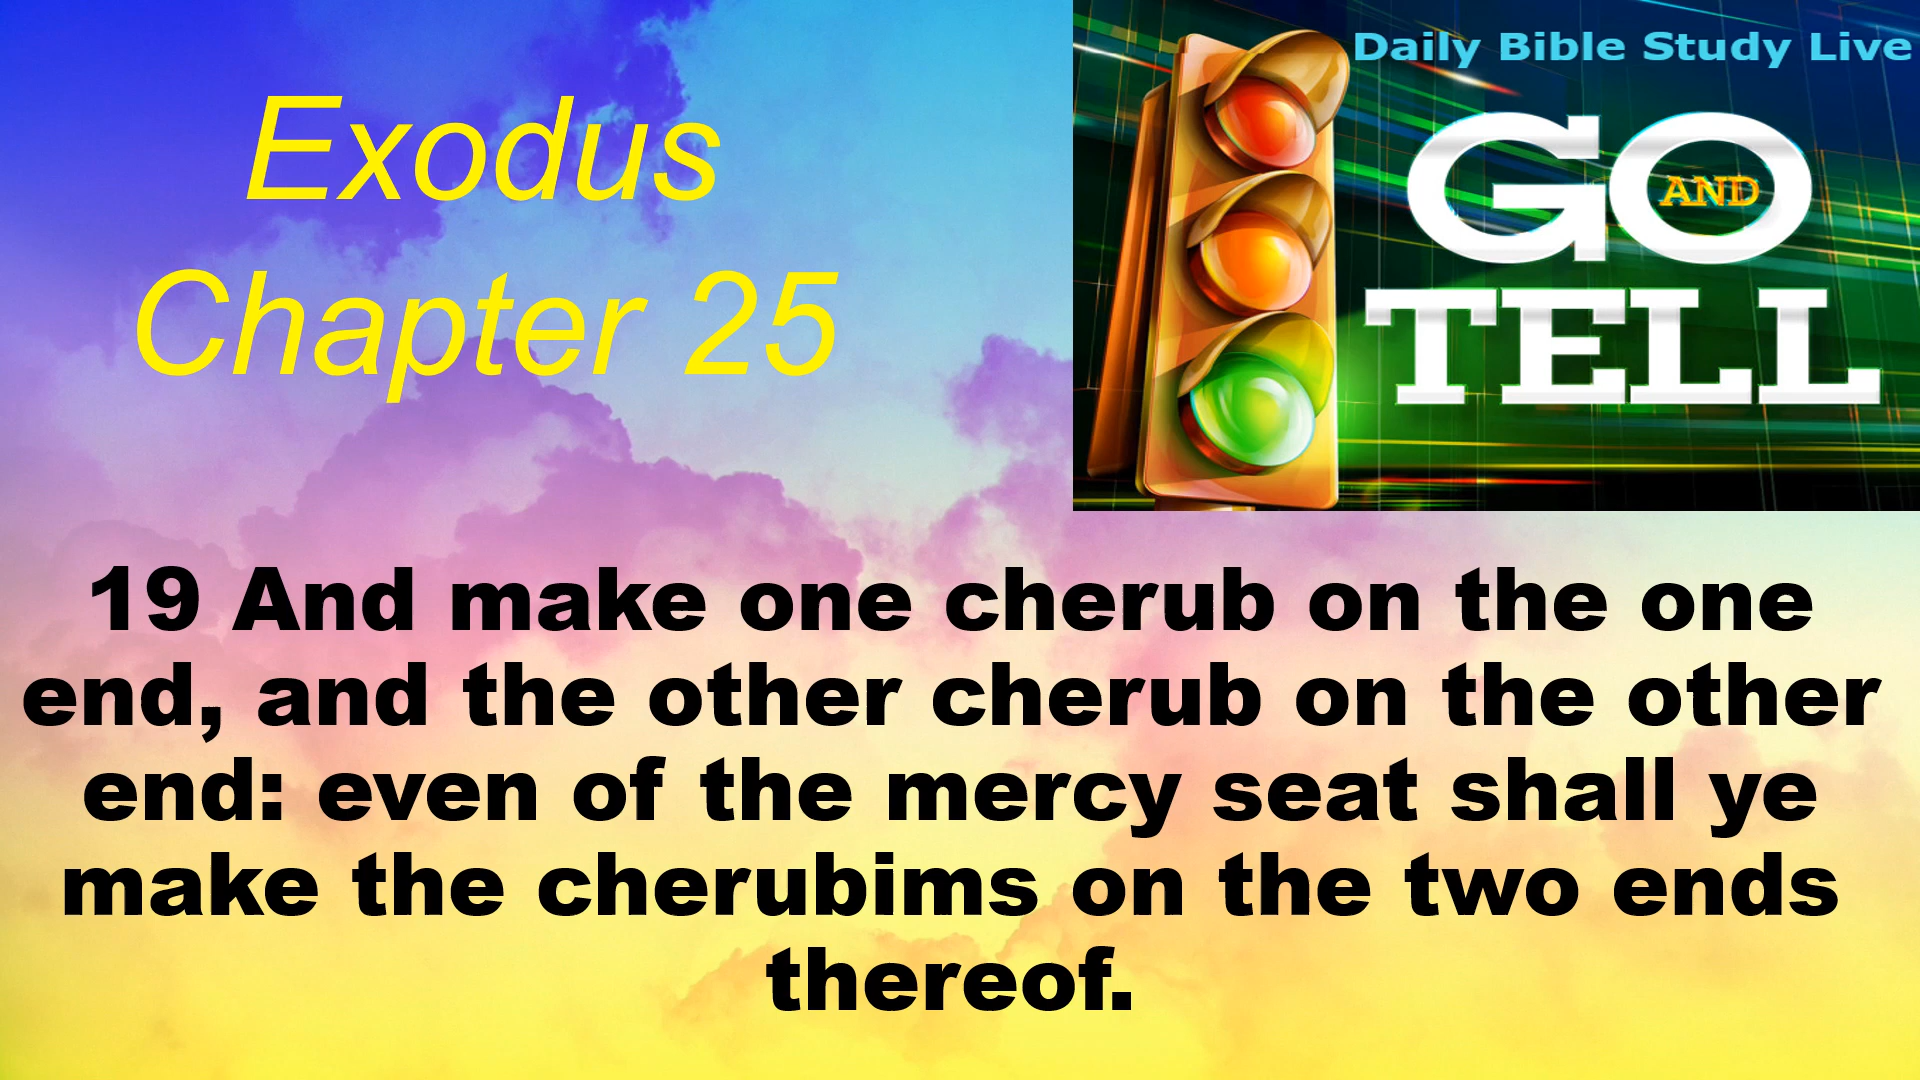 Exodus
Chapter 25
Daily Bible Study Live
GO AND
TELL
19 And make one cherub on the one
end, and the other cherub on the other
end: even of the mercy seat shall ye
make the cherubims on the two ends
thereof.